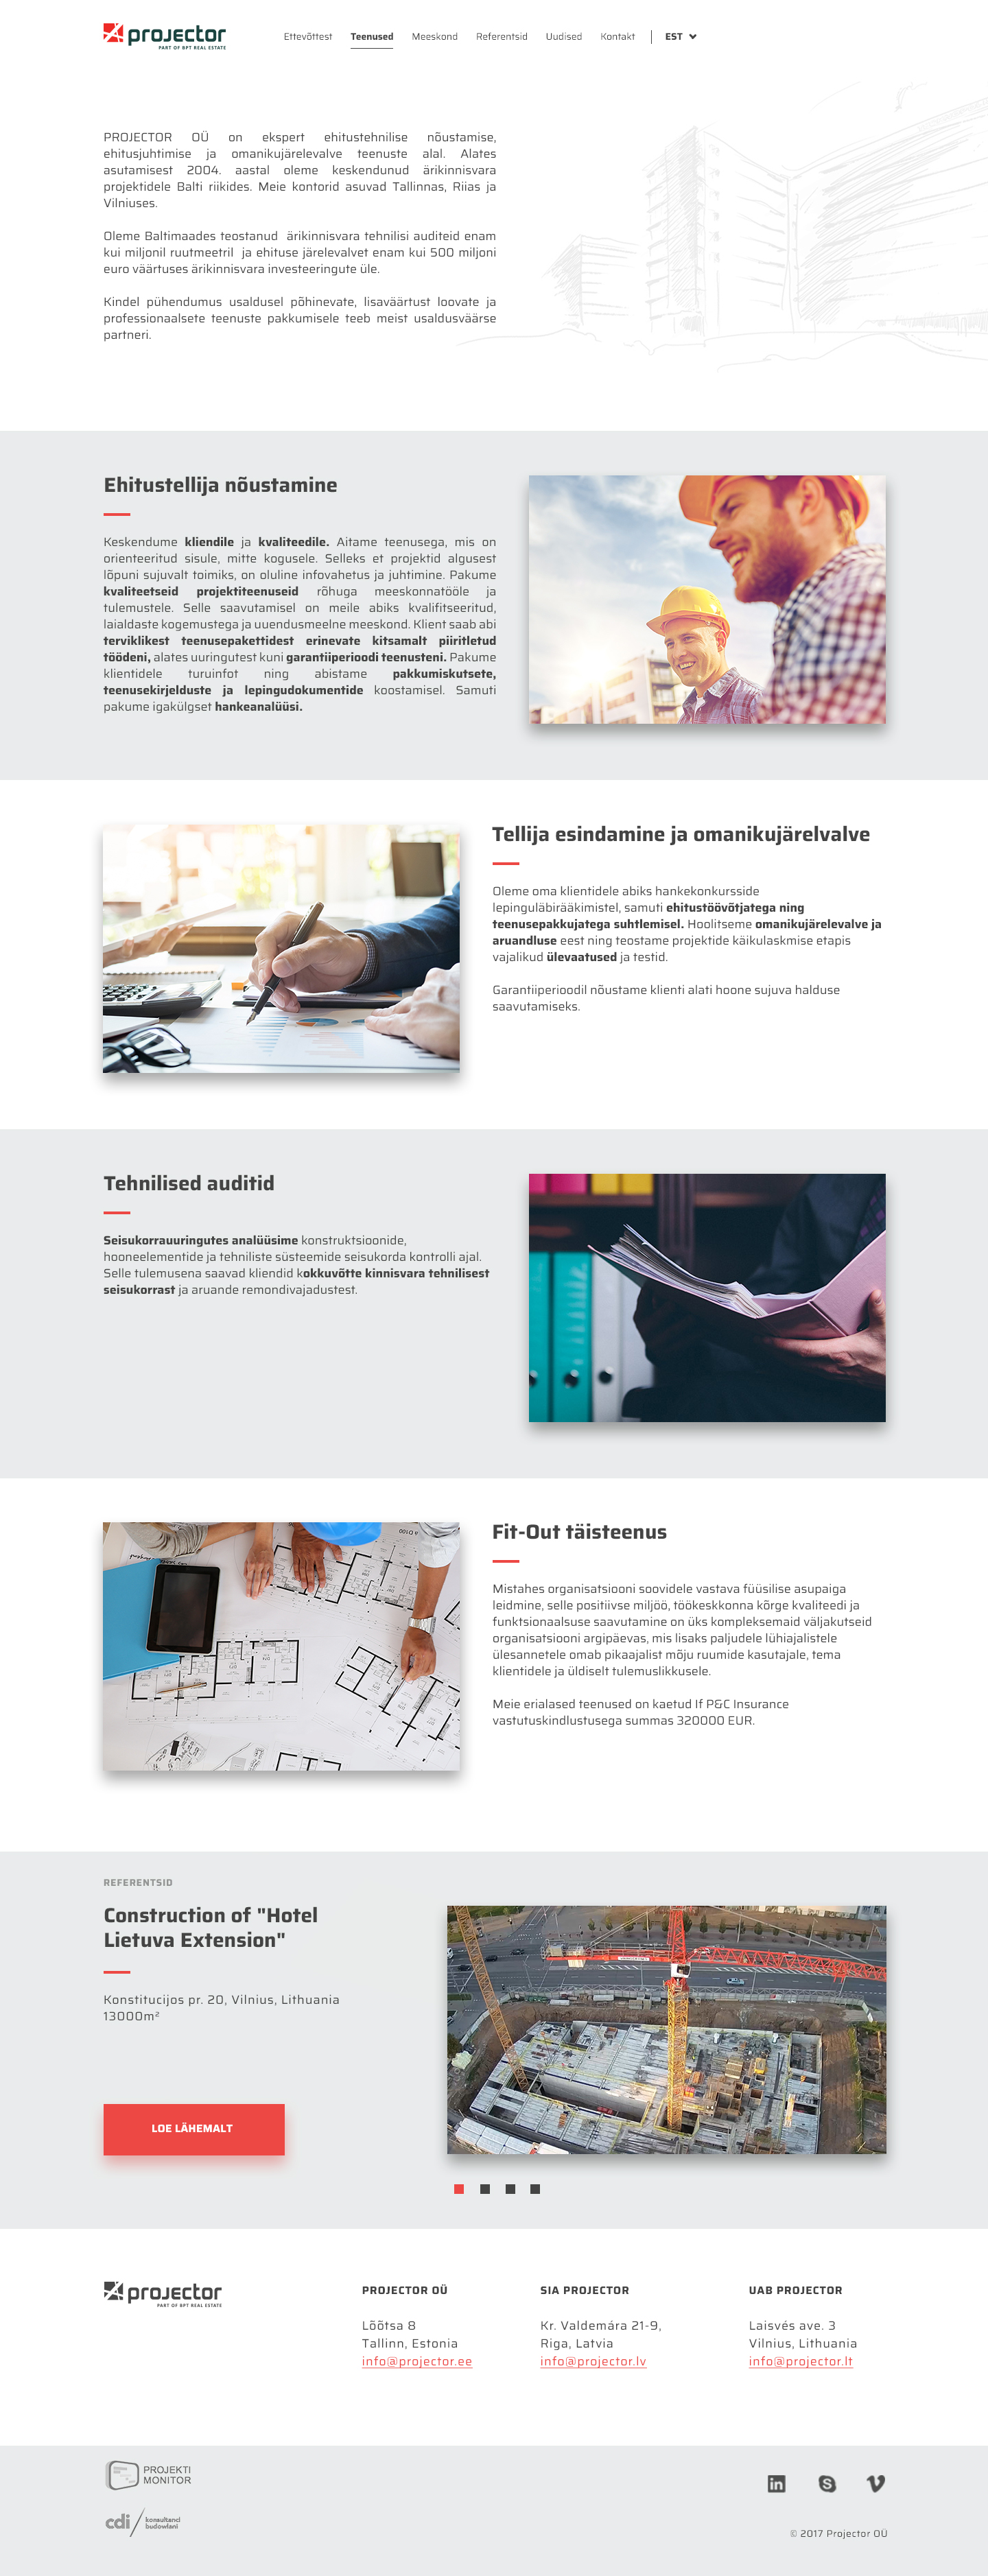 projector
PART OF BPT REAL ESTATE
Ettevõttest Teenused Meeskond Referentsid Uudised Kontakt EST
PROJECTOR OÜ on ekspert ehitustehnilise nõustamise,
ehitusjuhtimise ja omanikujärelevalve teenuste alal. Alates
asutamisest 2004. aastal oleme keskendunud ärikinnisvara
projektidele Balti riikides. Meie kontorid asuvad Tallinnas, Riias ja
Vilniuses.
Oleme Baltimaades teostanud ärikinnisvara tehnilisi auditeid enam
kui miljonil ruutmeetril ja ehituse järelevalvet enam kui 500 miljoni
euro väärtuses ärikinnisvara investeeringute üle.
Kindel pühendumus usaldusel põhinevate, lisaväärtust loovate ja
professionaalsete teenuste pakkumisele teeb meist usaldusväärse
partneri.
Ehitustellija nõustamine
Keskendume kliendile ja kvaliteedile. Aitame teenusega, mis on
orienteeritud sisule, mitte kogusele. Selleks et projektid algusest
lõpuni sujuvalt toimiks, on oluline infovahetus ja juhtimine. Pakume
kvaliteetseid projektiteenuseid rõhuga meeskonnatööle ja
tulemustele. Selle saavutamisel on meile abiks kvalifitseeritud,
laialdaste kogemustega ja uuendusmeelne meeskond. Klient saab abi
terviklikest teenusepakettidest erinevate kitsamalt piiritletud
töödeni, alates uuringutest kuni garantiiperioodi teenusteni. Pakume
klientidele turuinfot ning abistame pakkumiskutsete,
teenusekirjelduste ja lepingudokumentide koostamisel. Samuti
pakume igakülgset hankeanalüüsi.
Tellija esindamine ja omanikujärelvalve
Oleme oma klientidele abiks hankekonkursside
lepinguläbirääkimistel, samuti ehitustöövõtjatega ning
teenusepakkujatega suhtlemisel. Hoolitseme omanikujärelevalve ja
aruandluse eest ning teostame projektide käikulaskmise etapis
vajalikud ülevaatused ja testid.
Garantiiperioodil nõustame klienti alati hoone sujuva halduse
saavutamiseks.
Tehnilised auditid
Seisukorrauuringutes analüüsime konstruktsioonide,
hooneelementide ja tehniliste süsteemide seisukorda kontrolli ajal.
Selle tulemusena saavad kliendid kokkuvõtte kinnisvara tehnilisest
seisukorrast ja aruande remondivajadustest.
Fit-Out täisteenus
Mistahes organisatsiooni soovidele vastava füüsilise asupaiga
leidmine, selle positiivse miljöö, töökeskkonna kõrge kvaliteedi ja
funktsionaalsuse saavutamine on üks kompleksemaid väljakutseid
organisatsiooni argipäevas, mis lisaks paljudele lühiajalistele
ülesannetele omab pikaajalist mõju ruumide kasutajale, tema
klientidele ja üldiselt tulemuslikkusele.
Meie erialased teenused on kaetud If P&C Insurance
vastutuskindlustusega summas 320000 EUR.
REFERENTSID
Construction of "Hotel
Lietuva Extension"
Konstitucijos pr. 20, Vilnius, Lithuania
13000m²
LOE LÄHEMALT
projector
PART OF BPT REAL ESTATE
PROJECTOR OÜ
Lõõtsa 8
Tallinn, Estonia
info@projector.ee
SIA PROJECTOR
Kr. Valdemára 21-9,
Riga, Latvia
info@projector.lv
UAB PROJECTOR
Laisvés ave. 3
Vilnius, Lithuania
info@projector.lt
PROJEKTI
MONITOR
cdi konsultanci
budowlani
© 2017 Projector OÜ